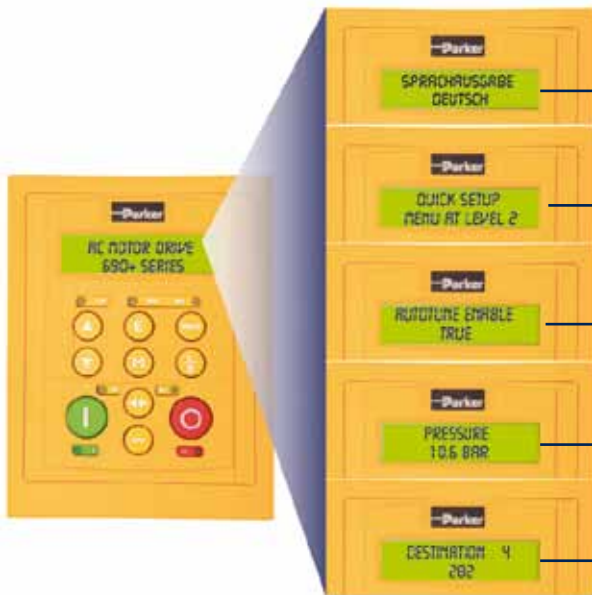 Parker
AC MOTOR DRIVE
690+ SERIES
E
M
Parker
SPRACHAUSGABE
DEUTSCH
Parker
QUICK SETUP
MENU AT LEVEL 2
Parker
AUTOTUNE ENABLE
TRUE
Parker
PRESSURE
10.6 BAR
Parker
DESTINATION 4
282